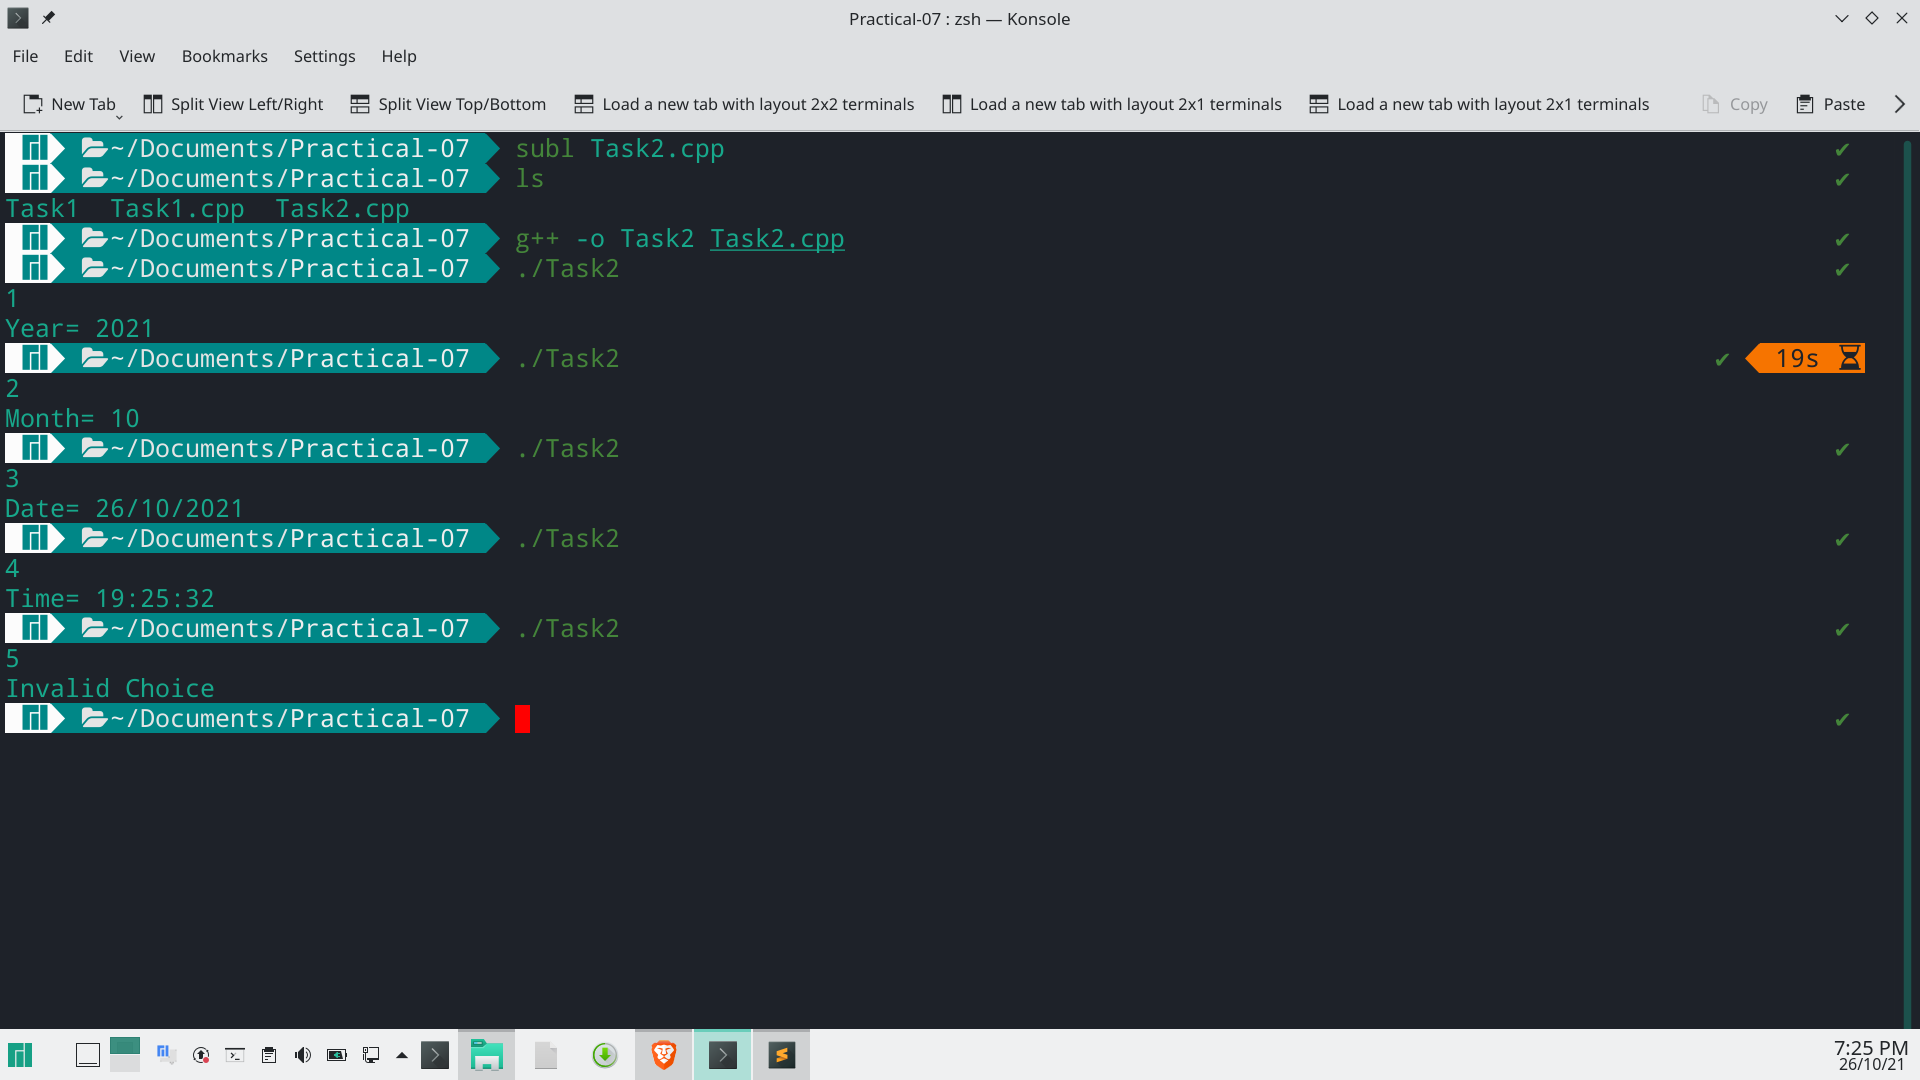 Practical-07 : zsh — Konsole
File Edit View Bookmarks Settings Help
New Tab Split View Left/Right Split View Top/Bottom Load a new tab with layout 2x2 terminals Load a new tab with layout 2x1 terminals Load a new tab with layout 2x1 terminals Copy Paste
~/Documents/Practical-07 subl Task2.cpp ✔
~/Documents/Practical-07 ls ✔
Task1 Task1.cpp Task2.cpp
~/Documents/Practical-07 g++ -o Task2 Task2.cpp ✔
~/Documents/Practical-07 ./Task2 ✔
1
Year= 2021
~/Documents/Practical-07 ./Task2 ✔ 19s
2
Month= 10
~/Documents/Practical-07 ./Task2 ✔
3
Date= 26/10/2021
~/Documents/Practical-07 ./Task2 ✔
4
Time= 19:25:32
~/Documents/Practical-07 ./Task2 ✔
5
Invalid Choice
~/Documents/Practical-07 ✔
7:25 PM
26/10/21